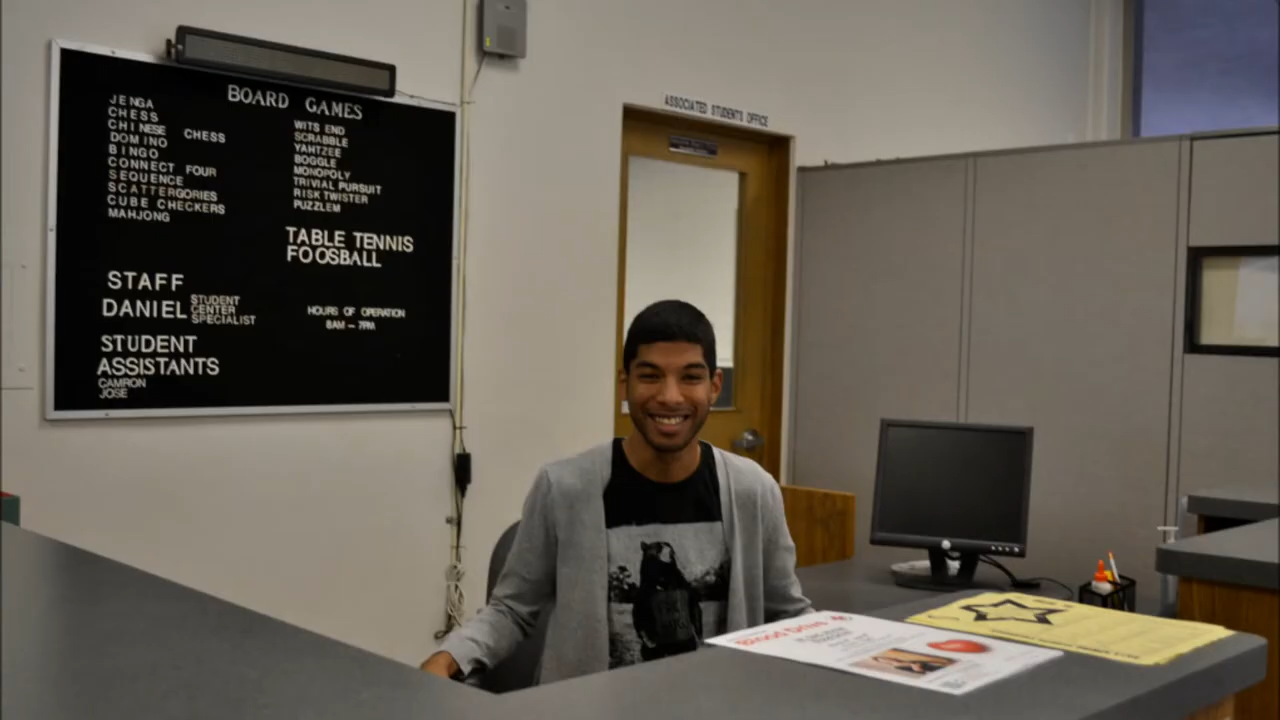 BOARD GAMES
JENGA
CHESS
CHINESE CHESS
DOMINO
BINGO
CONNECT FOUR
SEQUENCE
SCATTERGORIES
CUBE CHECKERS
MAHJONG
WITS END
SCRABBLE
YAHTZEE
BOGGLE
MONOPOLY
TRIVIAL PURSUIT
RISK TWISTER
PUZZLEM
TABLE TENNIS
FOOSBALL
STAFF
DANIEL STUDENT
CENTER
SPECIALIST
HOURS OF OPERATION
8AM - 7PM
STUDENT
ASSISTANTS
CAMRON
JOSE
ASSOCIATED STUDENTS OFFICE
Blood Drive